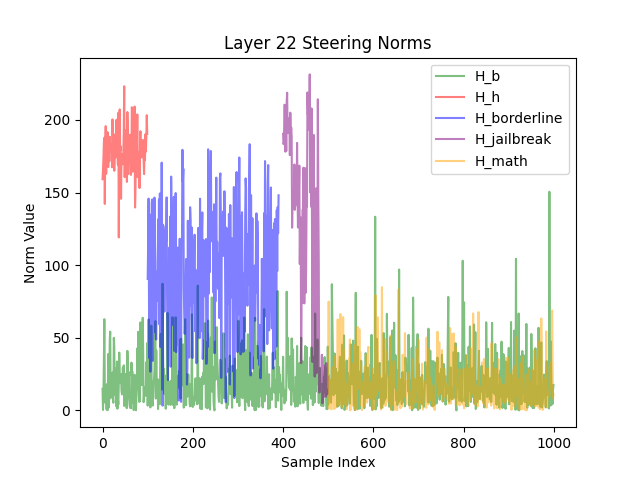 Layer 22 Steering Norms
Norm Value
200
150
100
50
0
H_b
H_h
H_borderline
H_jailbreak
H_math
0
200
400
600
800
1000
Sample Index